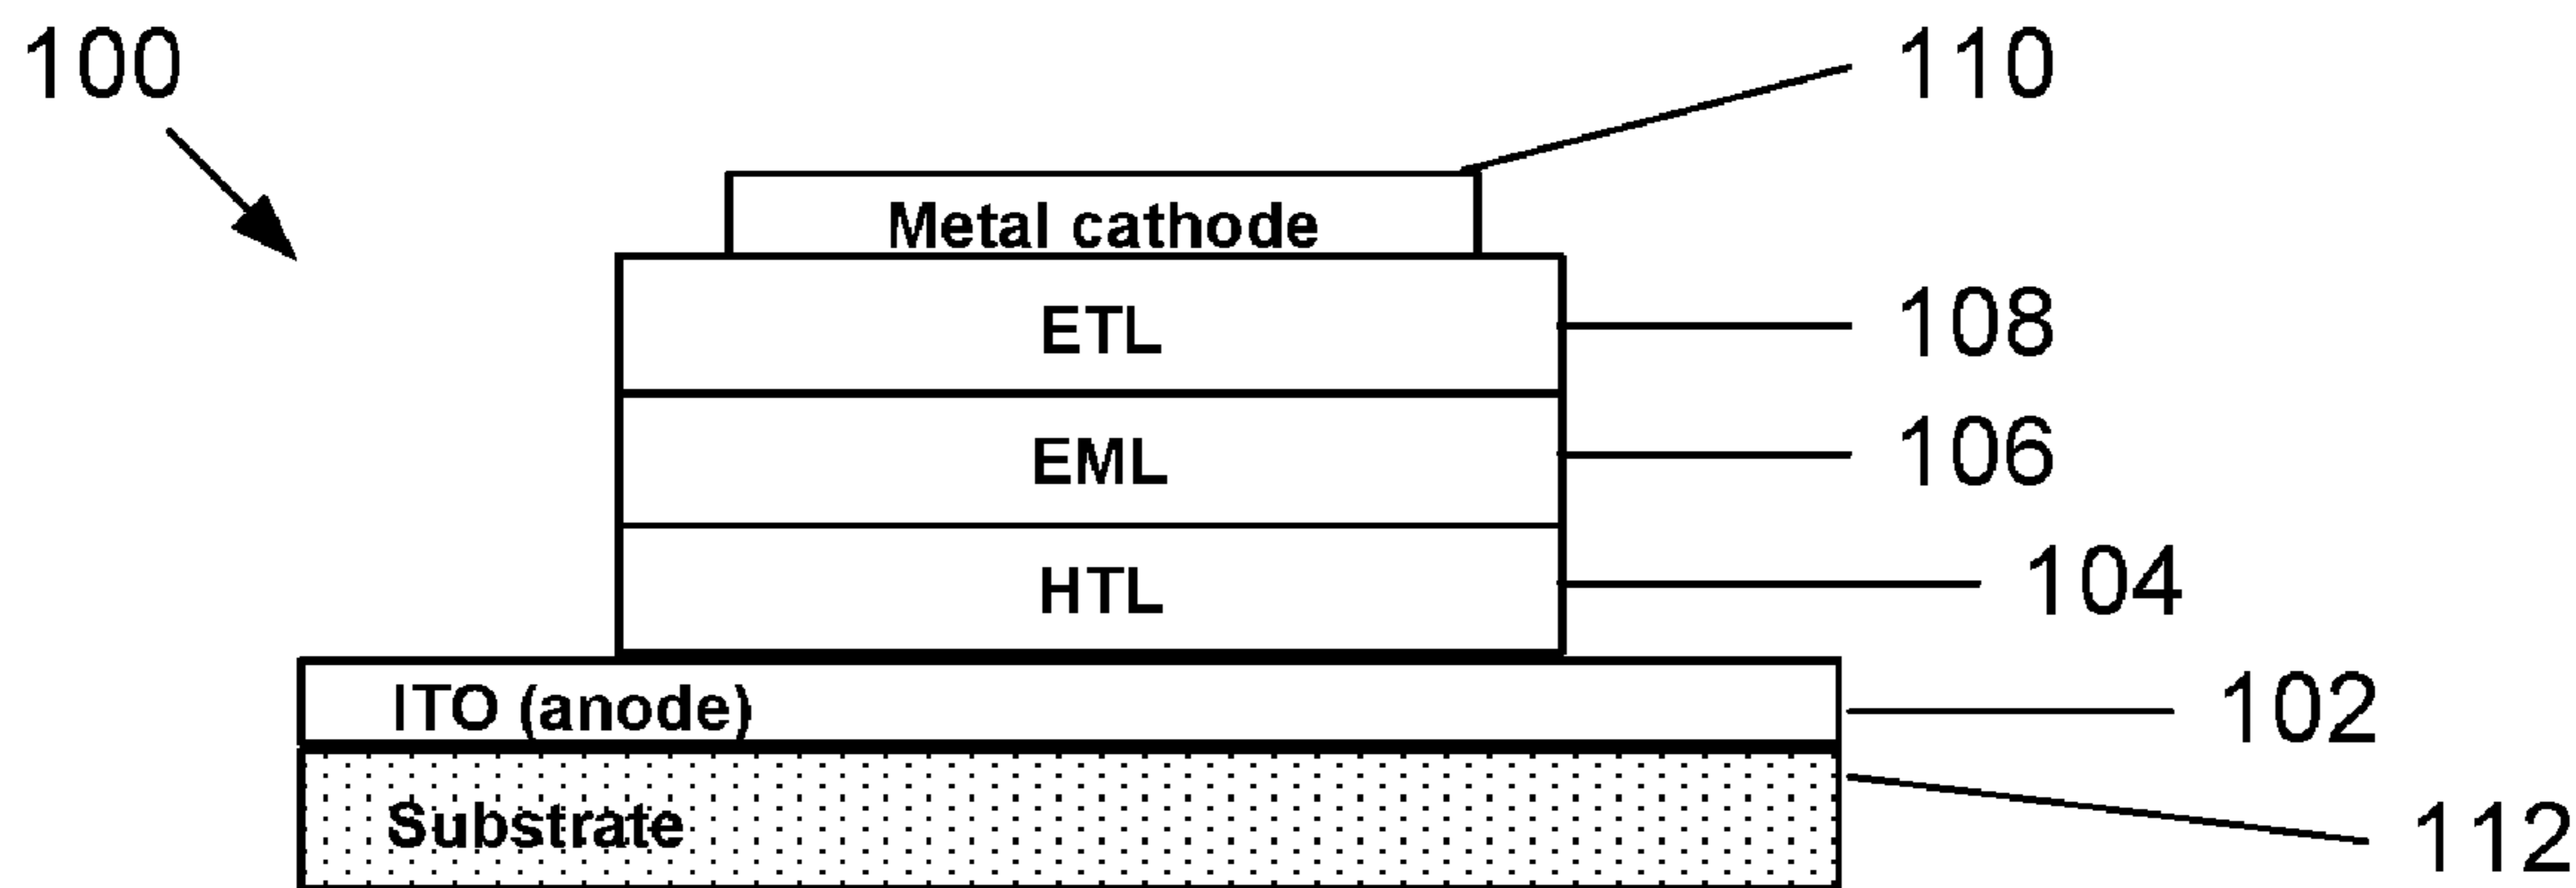 100
110
Metal cathode
ETL
108
EML
106
HTL
104
ITO (anode)
102
Substrate
112